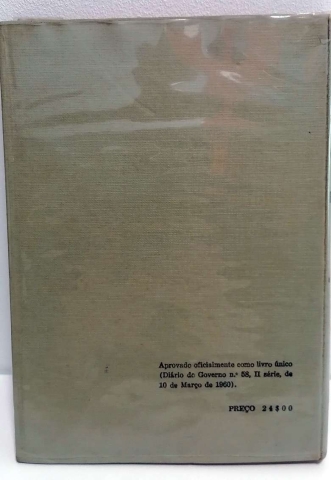 Aprovado oficialmente como livro único
(Diário do Governo n.º 58, II série, de
10 de Março de 1960).
PREÇO 24$00